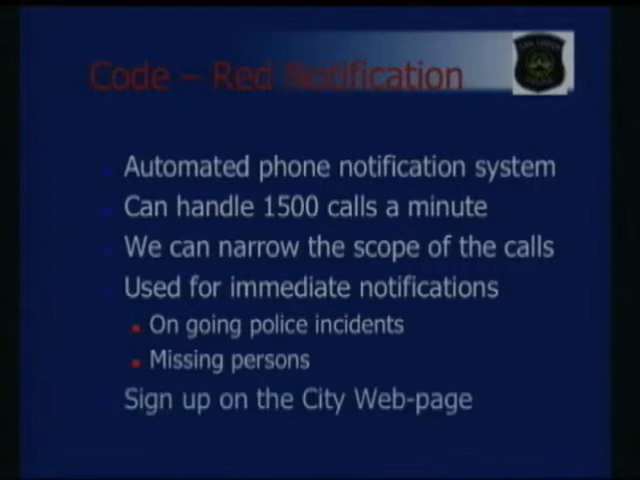 Code – Red Notification
Automated phone notification system
Can handle 1500 calls a minute
We can narrow the scope of the calls
Used for immediate notifications
On going police incidents
Missing persons
Sign up on the City Web-page